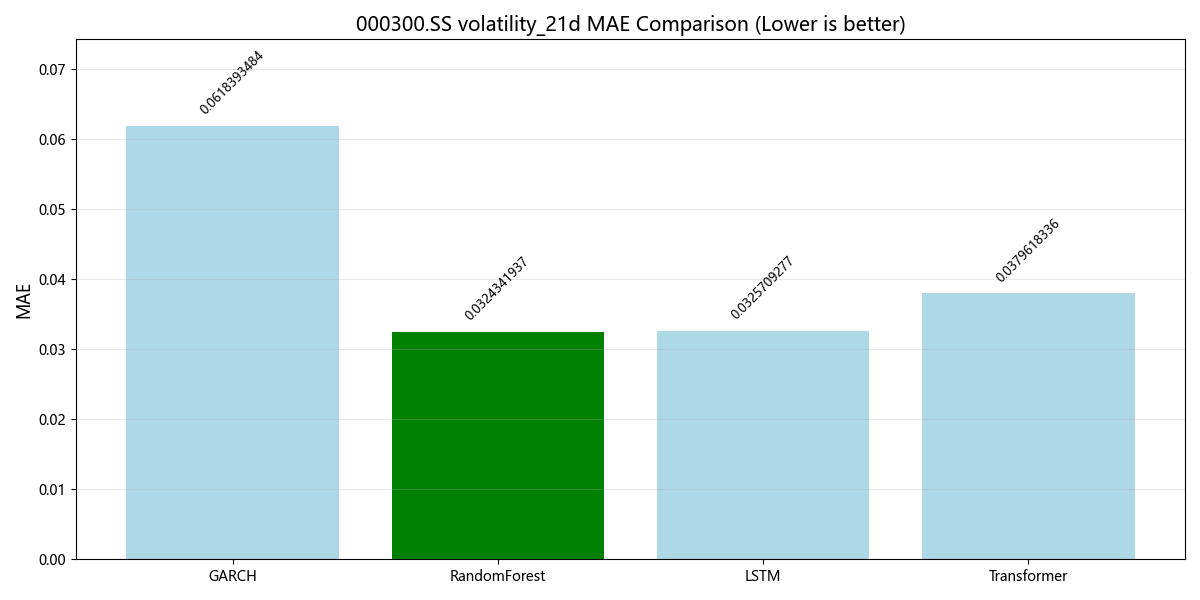 000300.SS volatility_21d MAE Comparison (Lower is better)
MAE
0.07
0.06
0.05
0.04
0.03
0.02
0.01
0.00
0.0618393484
0.0324341937
0.0325709277
0.0379618336
GARCH
RandomForest
LSTM
Transformer